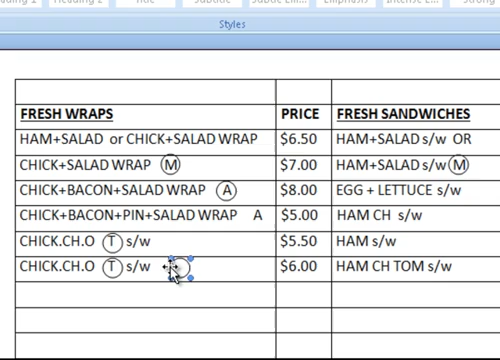 Styles
FRESH WRAPS PRICE FRESH SANDWICHES
HAM+SALAD or CHICK+SALAD WRAP $6.50 HAM+SALAD s/w OR
CHICK+SALAD WRAP M $7.00 HAM+SALAD s/w M
CHICK+BACON+SALAD WRAP A $8.00 EGG + LETTUCE s/w
CHICK+BACON+PIN+SALAD WRAP A $5.00 HAM CH s/w
CHICK.CH.O T s/w $5.50 HAM s/w
CHICK.CH.O T s/w $6.00 HAM CH TOM s/w